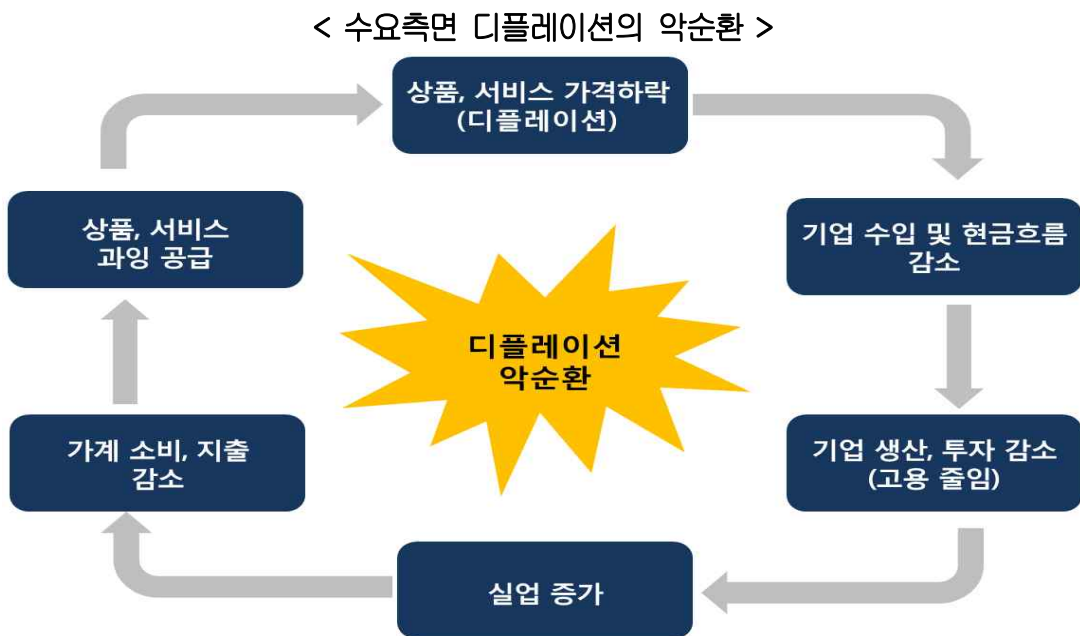 < 수요측면 디플레이션의 악순환 >
상품, 서비스 가격하락
(디플레이션)
기업 수입 및 현금흐름
감소
기업 생산, 투자 감소
(고용 줄임)
실업 증가
가계 소비, 지출
감소
상품, 서비스
과잉 공급
디플레이션
악순환